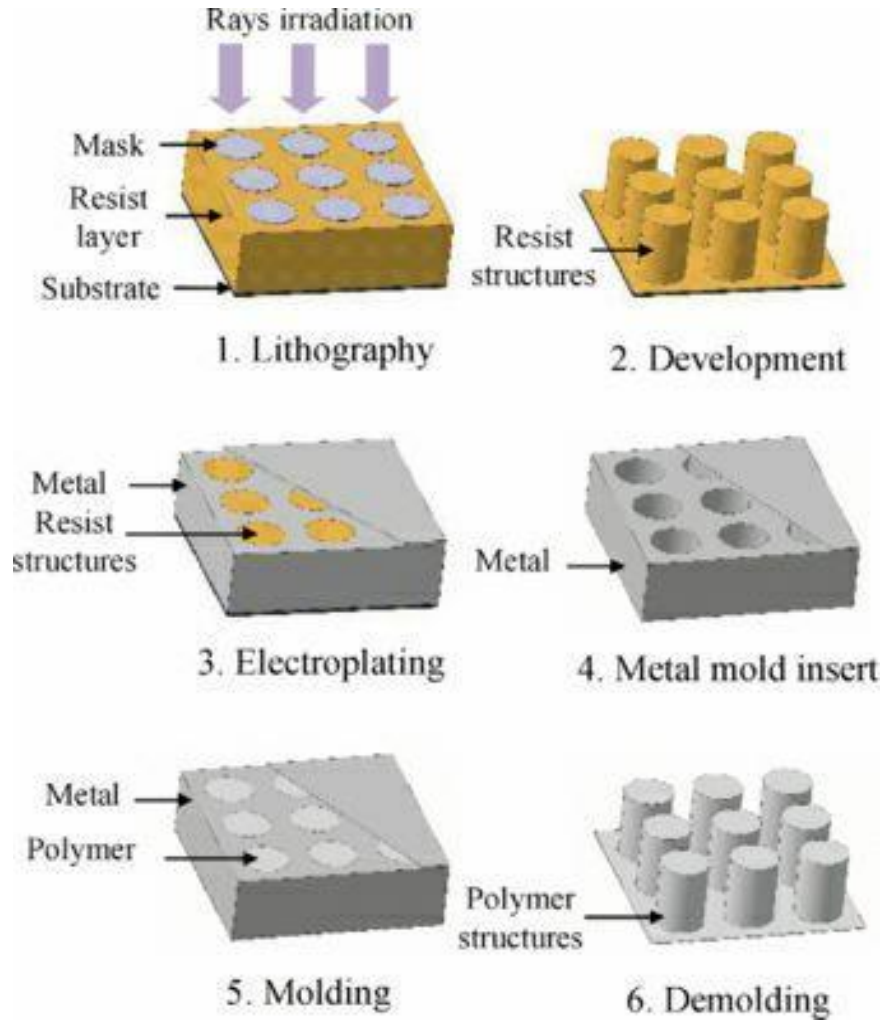 Rays irradiation
Mask
Resist
layer
Substrate
1. Lithography
Resist
structures
2. Development
Metal
Resist
structures
3. Electroplating
Metal
4. Metal mold insert
Metal
Polymer
5. Molding
Polymer
structures
6. Demolding